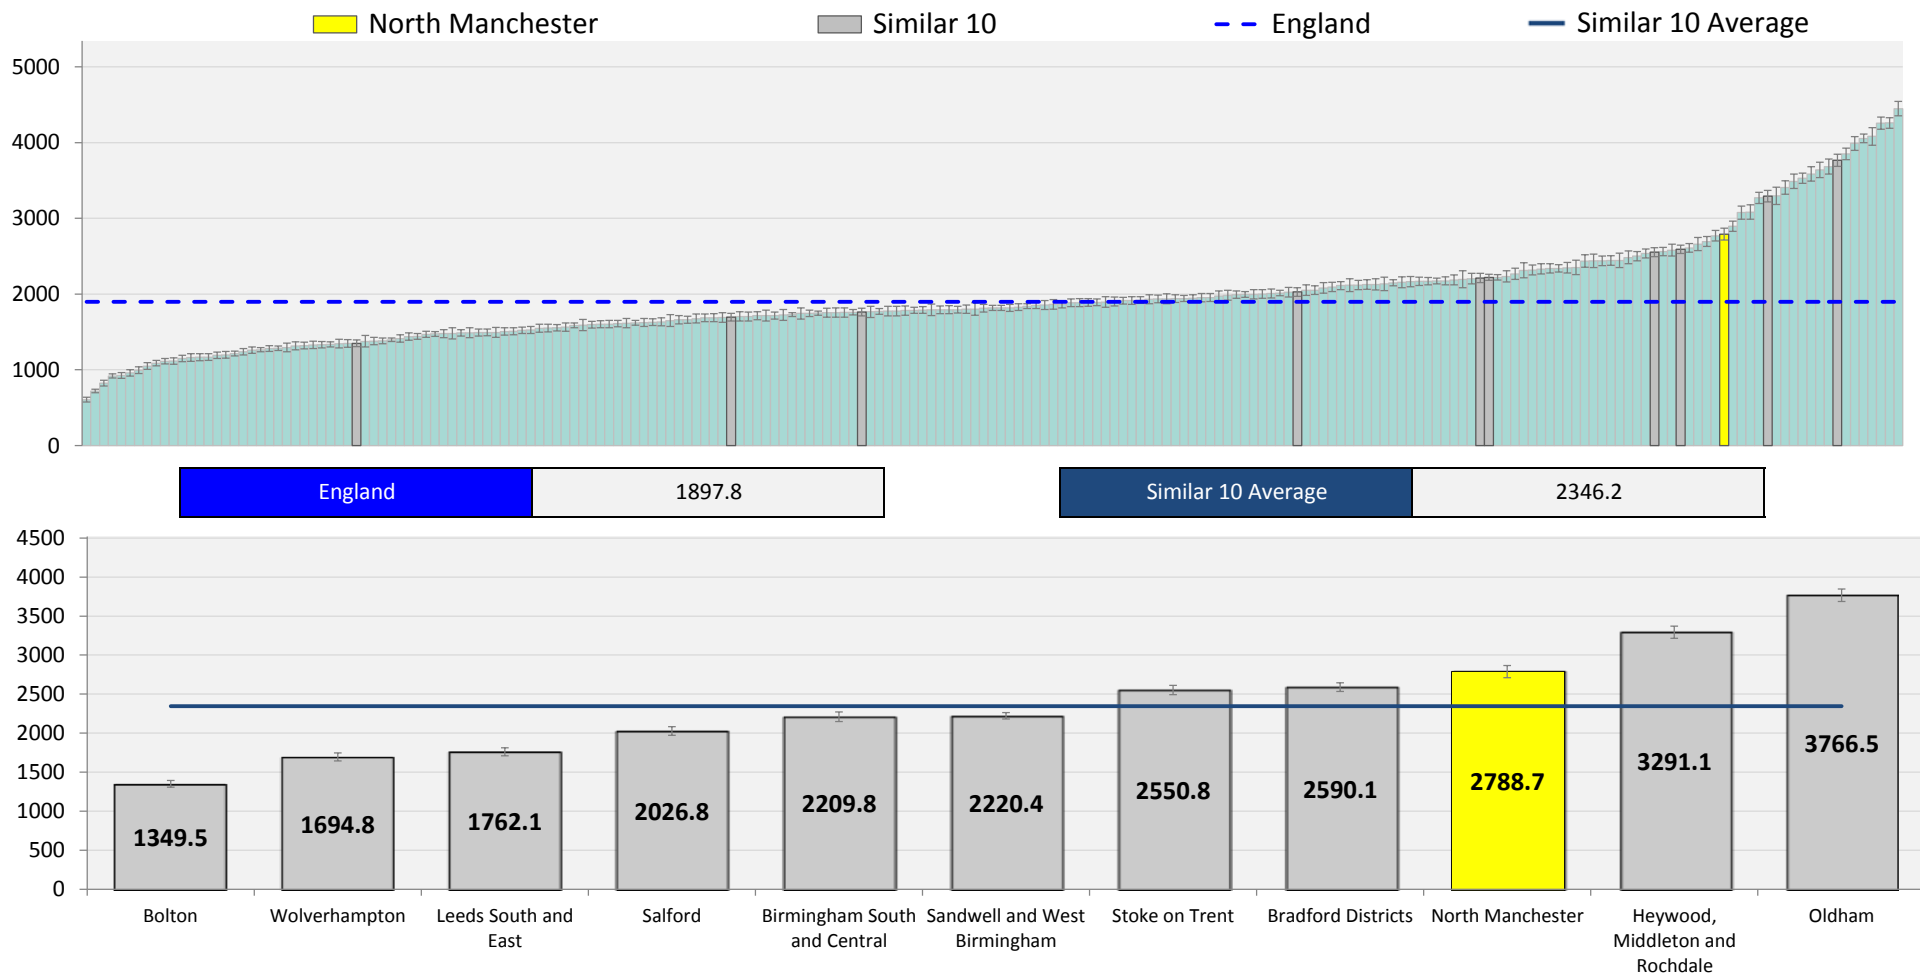 North Manchester Similar 10 England Similar 10 Average
5000
4000
3000
2000
1000
0
England 1897.8 Similar 10 Average 2346.2
4500
4000
3500
3000
2500
2000
1500
1000
500
0
1349.5 1694.8 1762.1 2026.8 2209.8 2220.4 2550.8 2590.1 2788.7 3291.1 3766.5
Bolton Wolverhampton Leeds South and Salford Birmingham South Sandwell and West Stoke on Trent Bradford Districts North Manchester Heywood, Oldham
East and Central Birmingham Middleton and
Rochdale